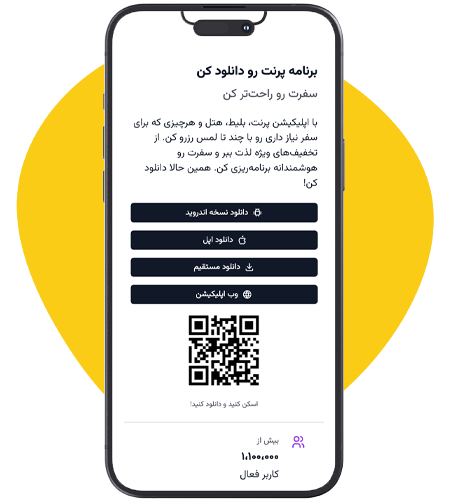 برنامه پرنت رو دانلود کن
سفرت رو راحت‌تر کن
با اپلیکیشن پرنت، بلیط، هتل و هرچیزی که برای
سفر نیاز داری رو با چند تا لمس رزرو کن. از
تخفیف‌های ویژه لذت ببر و سفرت رو
هوشمندانه برنامه‌ریزی کن. همین حالا دانلود
کن!
دانلود نسخه اندروید
دانلود اپل
دانلود مستقیم
وب اپلیکیشن
اسکن کنید و دانلود کنید!
بیش از
۱،۱۰۰،۰۰۰
کاربر فعال